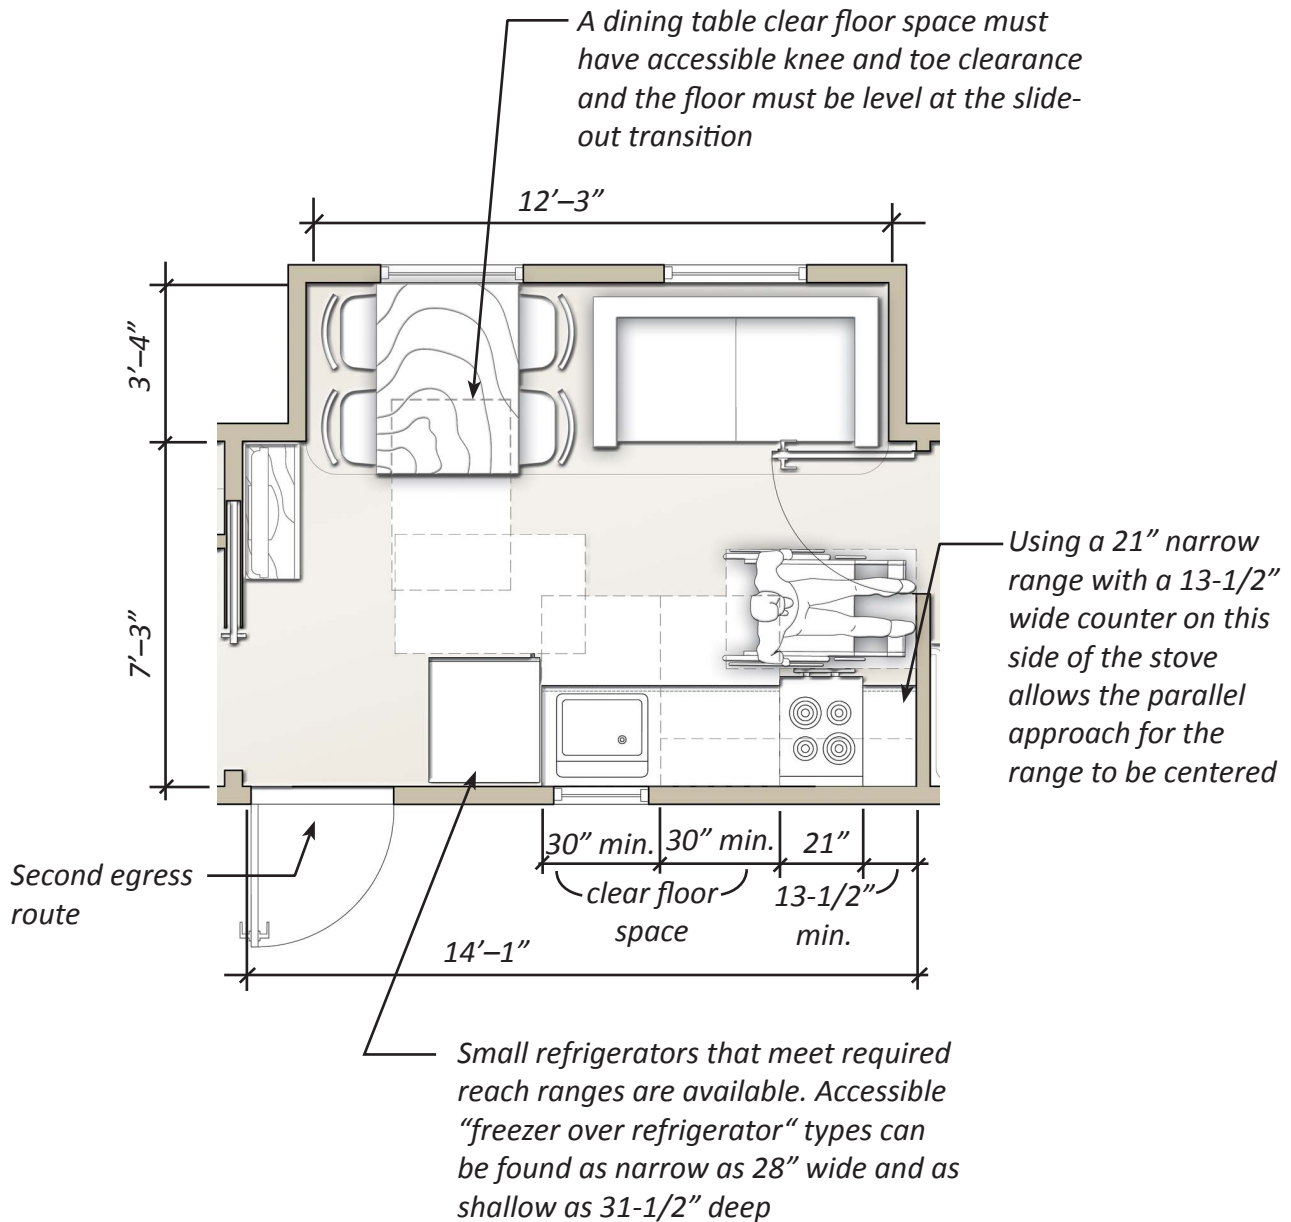 A dining table clear floor space must
have accessible knee and toe clearance
and the floor must be level at the slide-
out transition
12’–3”
3’–4”
7’–3”
Using a 21” narrow
range with a 13-1/2”
wide counter on this
side of the stove
allows the parallel
approach for the
range to be centered
30” min.
30” min.
21”
clear floor
space
13-1/2”
min.
Second egress
route
14’–1”
Small refrigerators that meet required
reach ranges are available. Accessible
“freezer over refrigerator“ types can
be found as narrow as 28” wide and as
shallow as 31-1/2” deep